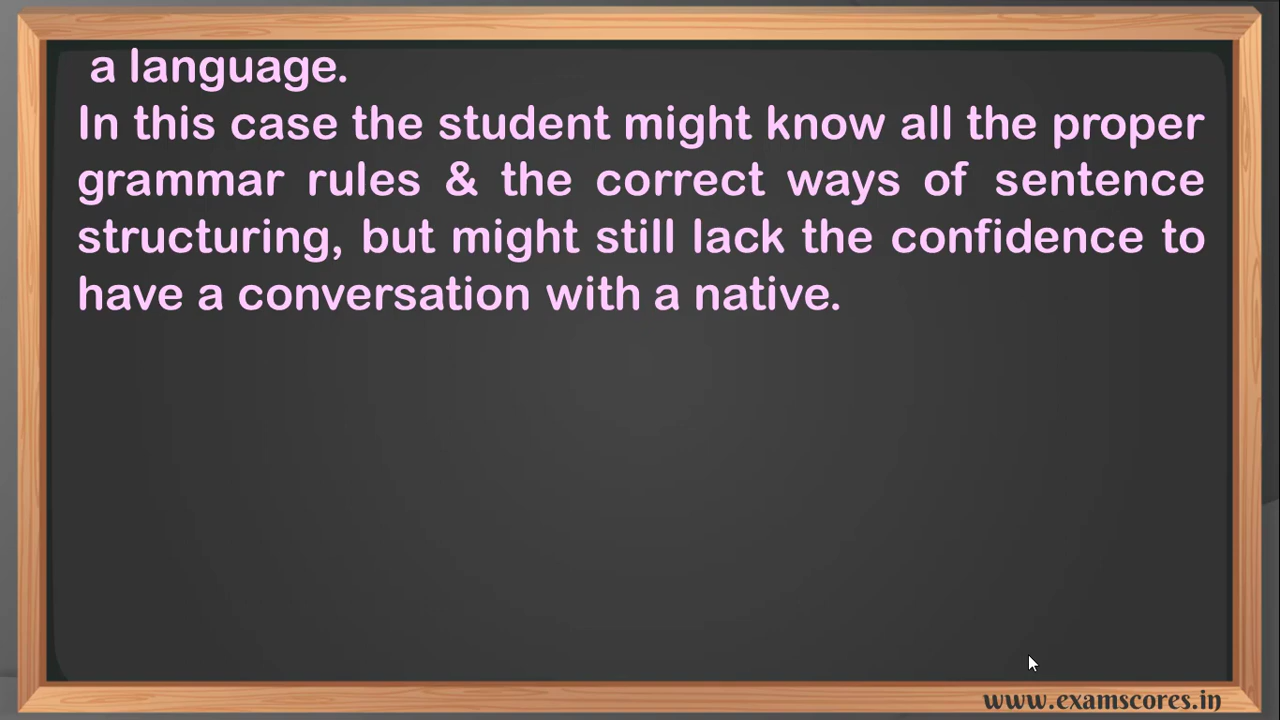 a language.
In this case the student might know all the proper
grammar rules & the correct ways of sentence
structuring, but might still lack the confidence to
have a conversation with a native.
www.examscores.in